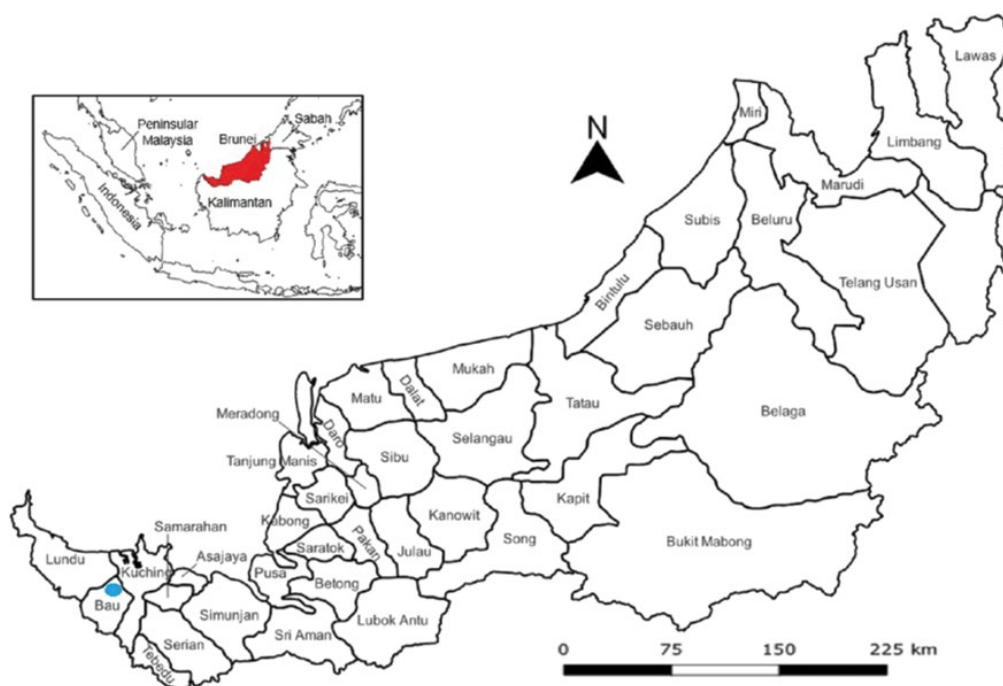 Peninsular
Malaysia
Brunei
Sabah
Indonesia
Kalimantan
N
Lawas
Miri
Limbang
Marudi
Subis
Beluru
Telang Usan
Bintulu
Sebauh
Mukah
Dalat
Matu
Tatau
Belaga
Meradong
Daro
Selangau
Sibu
Tanjung Manis
Sarikei
Kapit
Kanowit
Kabong
Samarahan
Pakan
Song
Bukit Mabong
Saratok
Julau
Asajaya
Lundu
Kuching
Pusa
Betong
Bau
Simunjan
Lubok Antu
Sri Aman
Serian
Tebedu
0 75 150 225 km